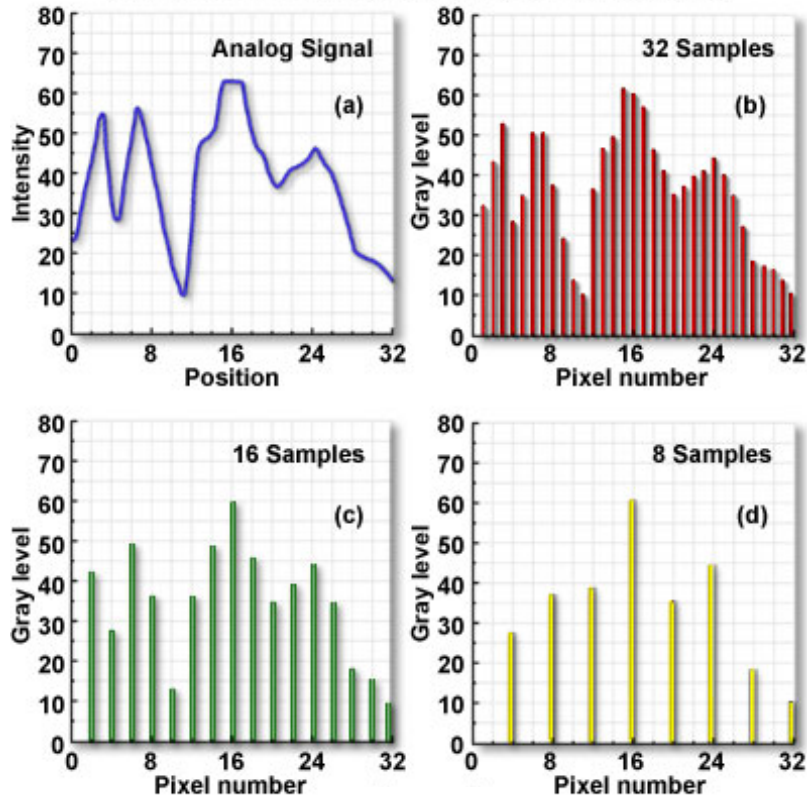 80
70
60
50
40
30
20
10
0
Intensity
Analog Signal
(a)
0 8 16 24 32
Position
80
70
60
50
40
30
20
10
0
Gray level
32 Samples
(b)
0 8 16 24 32
Pixel number
80
70
60
50
40
30
20
10
0
Gray level
16 Samples
(c)
0 8 16 24 32
Pixel number
80
70
60
50
40
30
20
10
0
Gray level
8 Samples
(d)
0 8 16 24 32
Pixel number